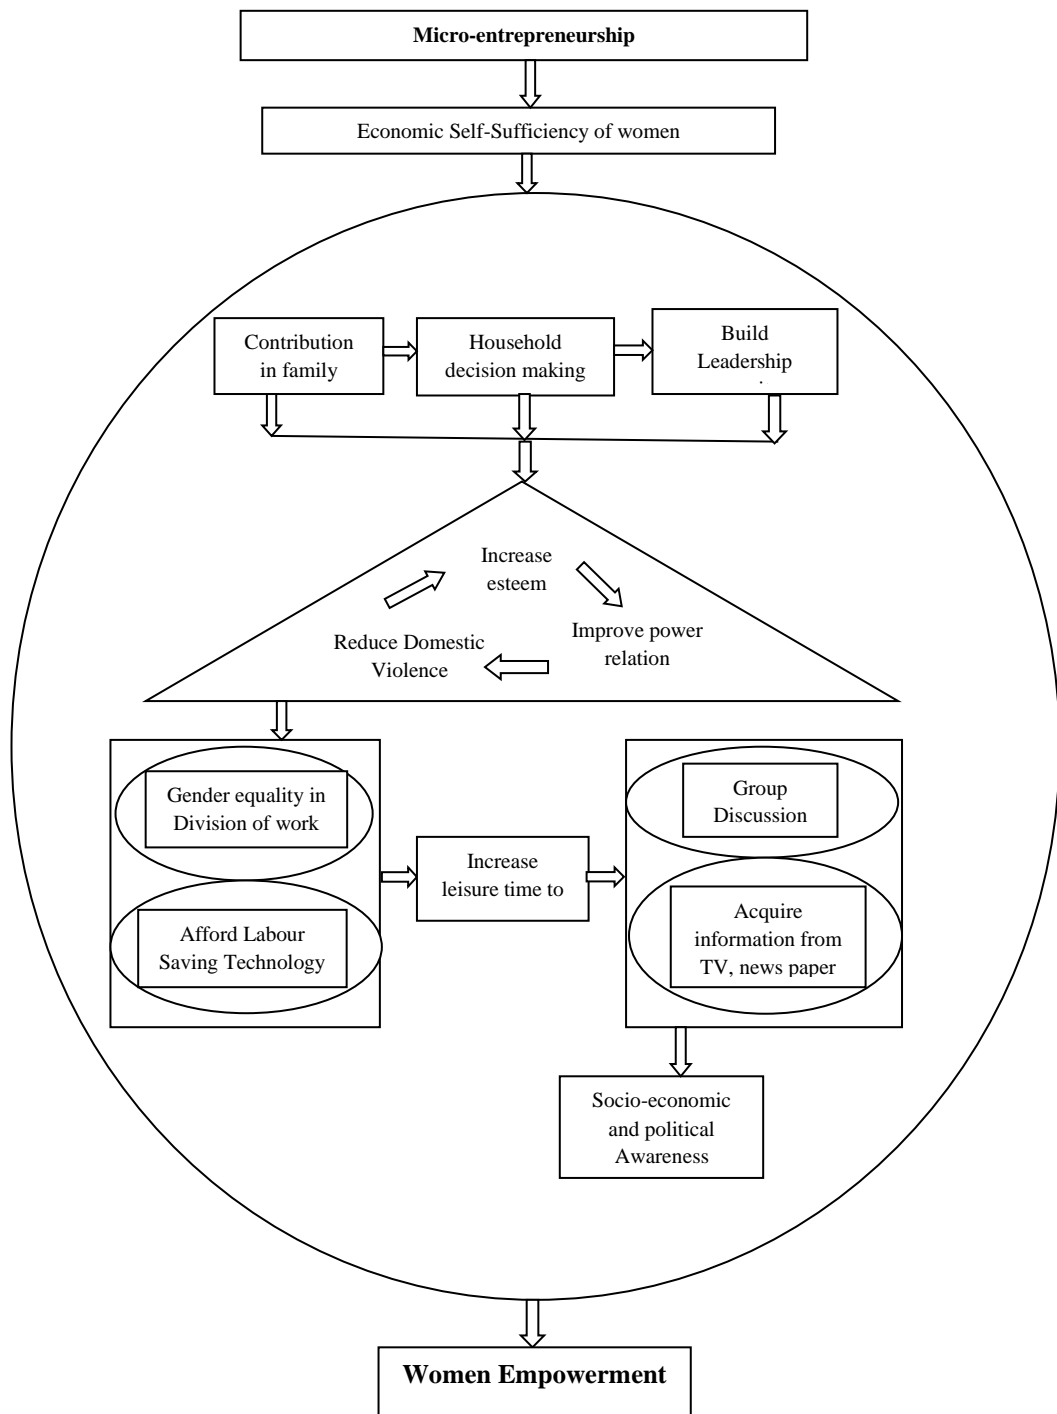 Micro-entrepreneurship
Economic Self-Sufficiency of women
Contribution
in family
Household
decision making
Build
Leadership
Increase
esteem
Improve power
relation
Reduce Domestic
Violence
Gender equality in
Division of work
Afford Labour
Saving Technology
Increase
leisure time to
Group
Discussion
Acquire
information from
TV, news paper
Socio-economic
and political
Awareness
Women Empowerment